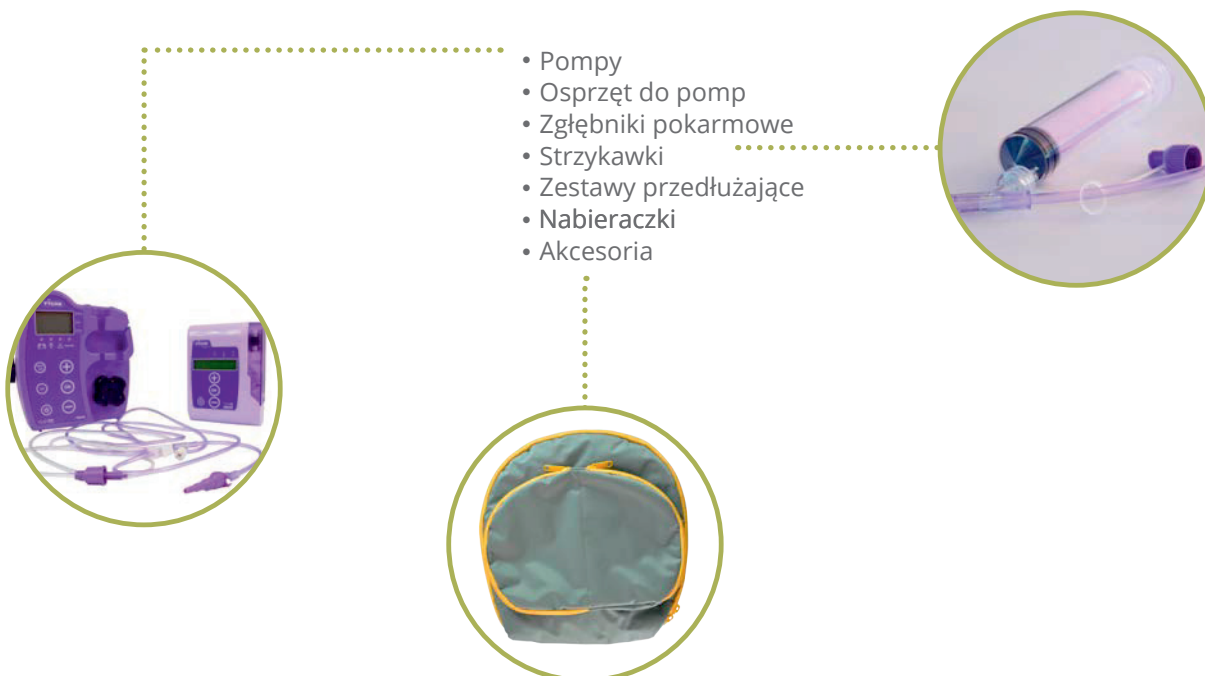 • Pompy
• Osprzęt do pomp
• Zgłębniki pokarmowe
• Strzykawki
• Zestawy przedłużające
• Nabieraczki
• Akcesoria